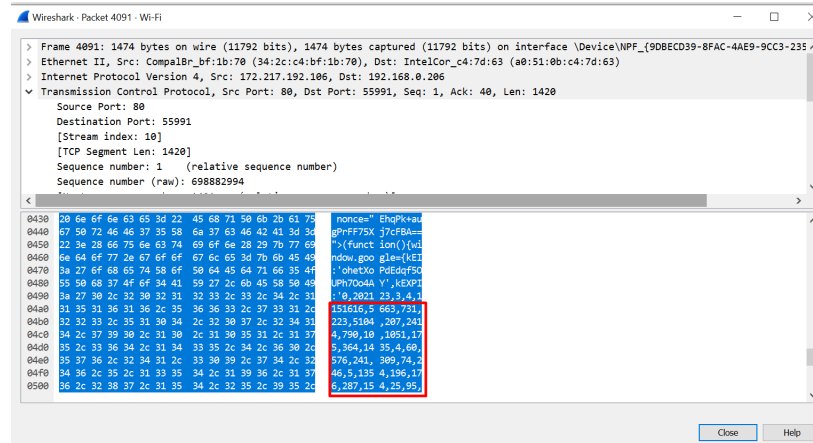 Wireshark · Packet 4091 · Wi-Fi
Frame 4091: 1474 bytes on wire (11792 bits), 1474 bytes captured (11792 bits) on interface \Device\NPF_{9DBECD39-8FAC-4AE9-9CC3-235
Ethernet II, Src: CompalBr_bf:1b:70 (34:2c:c4:bf:1b:70), Dst: IntelCor_c4:7d:63 (a0:51:0b:c4:7d:63)
Internet Protocol Version 4, Src: 172.217.192.106, Dst: 192.168.0.206
Transmission Control Protocol, Src Port: 80, Dst Port: 55991, Seq: 1, Ack: 40, Len: 1420
Source Port: 80
Destination Port: 55991
[Stream index: 10]
[TCP Segment Len: 1420]
Sequence number: 1 (relative sequence number)
Sequence number (raw): 698882994
0430 20 6e 6f 6e 63 65 3d 22 45 68 71 50 6b 2b 61 75 nonce=" EhqPk+au
0440 67 50 72 46 46 37 35 58 6a 37 63 46 42 41 3d 3d gPrFF75X j7cFBA==
0450 22 3e 28 66 75 6e 63 74 69 6f 6e 28 29 7b 77 69 ">(funct ion(){wi
0460 6e 64 6f 77 2e 67 6f 6f 67 6c 65 3d 7b 6b 45 49 ndow.goo gle={kEI
0470 3a 27 6f 68 65 74 58 6f 50 64 45 64 71 66 35 4f :'ohetXo PdEdqf5O
0480 55 50 68 37 4f 6f 34 41 59 27 2c 6b 45 58 50 49 UPh7Oo4A Y',kEXPI
0490 3a 27 30 2c 32 30 32 31 32 33 2c 33 2c 34 2c 31 :'0,2021 23,3,4,1
04a0 31 35 31 36 31 36 2c 35 36 36 33 2c 37 33 31 2c 151616,5 663,731,
04b0 32 32 33 2c 35 31 30 34 2c 32 30 37 2c 32 34 31 223,5104 ,207,241
04c0 34 2c 37 39 30 2c 31 30 2c 31 30 35 31 2c 31 37 4,790,10 ,1051,17
04d0 35 2c 33 36 34 2c 31 34 33 35 2c 34 2c 36 30 2c 5,364,14 35,4,60,
04e0 35 37 36 2c 32 34 31 2c 33 30 39 2c 37 34 2c 32 576,241, 309,74,2
04f0 34 36 2c 35 2c 31 33 35 34 2c 31 39 36 2c 31 37 46,5,135 4,196,17
0500 36 2c 32 38 37 2c 31 35 34 2c 32 35 2c 39 35 2c 6,287,15 4,25,95,
Close Help